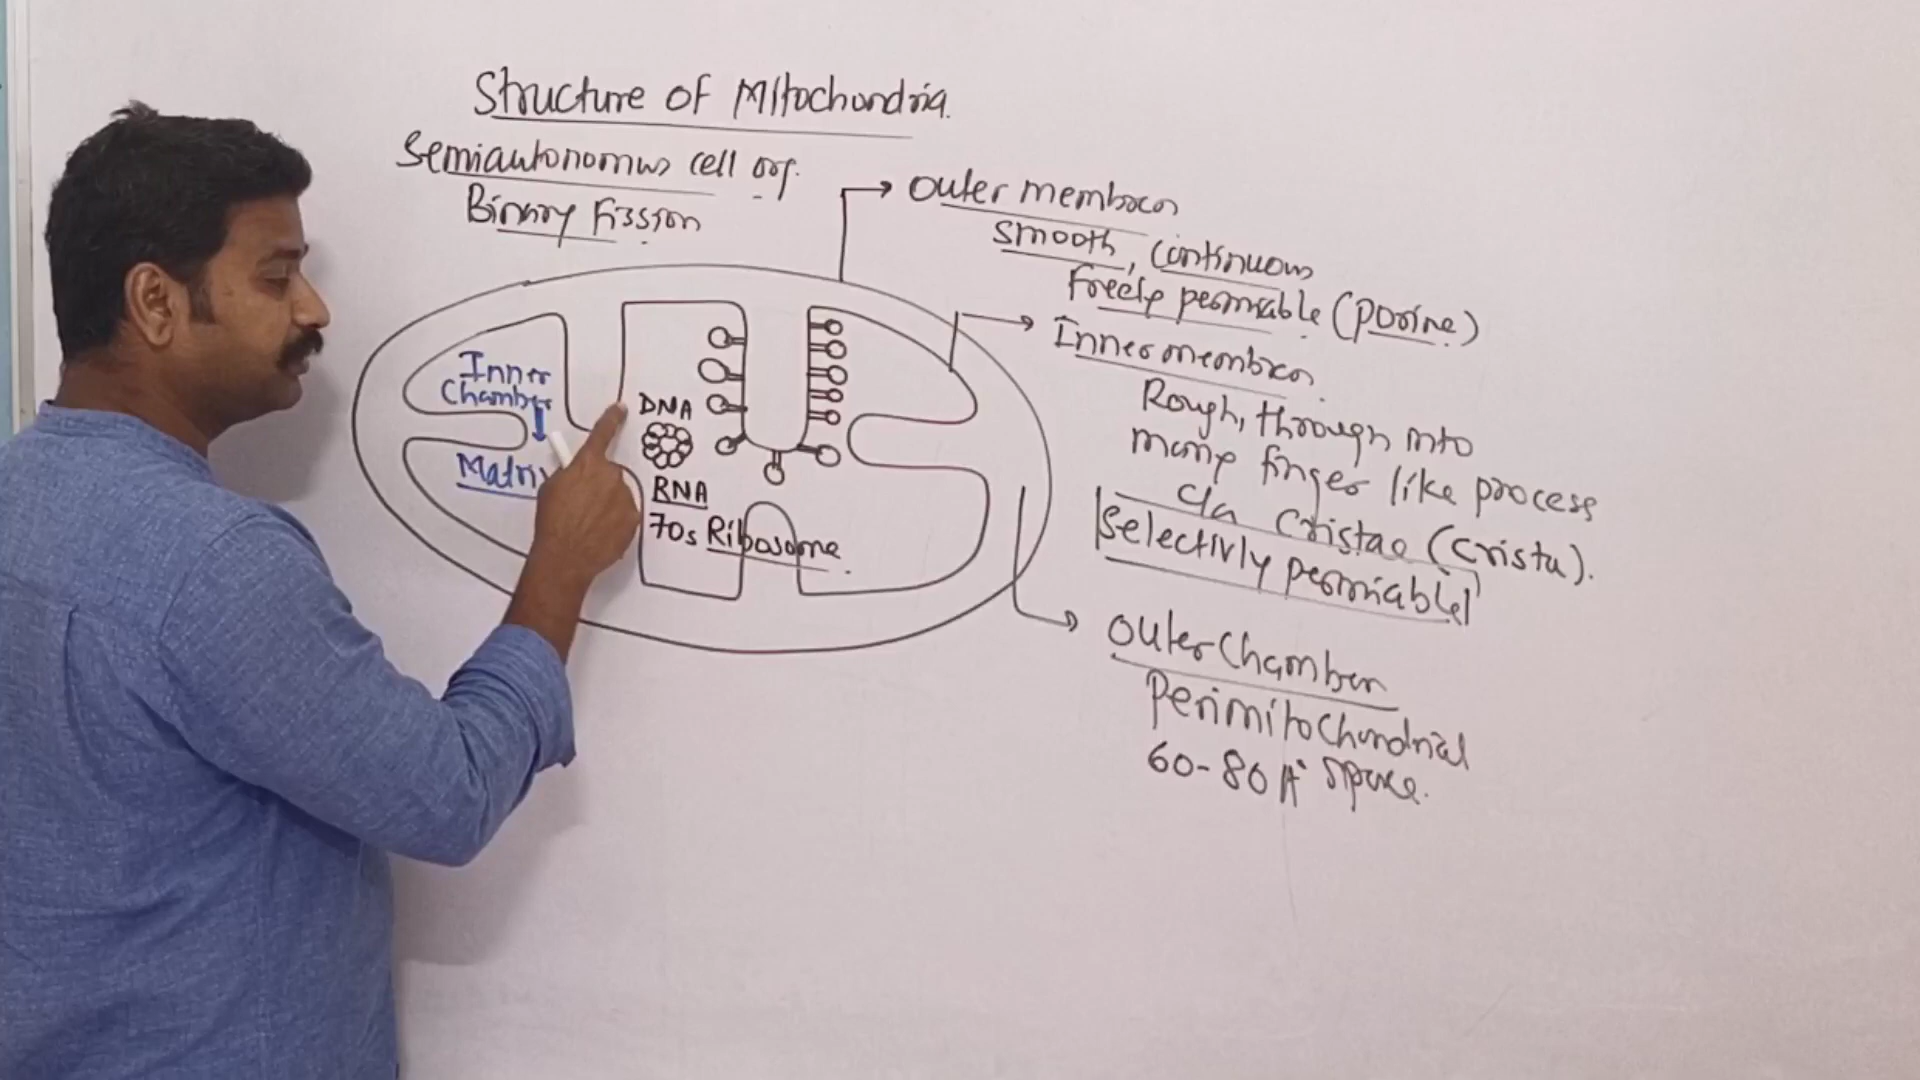 Structure of Mitochondria.
Semiautonomus cell org.
Binary Fission
Outer membran
smooth, continuous
Freely permiable (porine)
Inner membran
Rough, through into
many finger like process
c/a Cristae (crista).
Selectivly permiable
Outer Chamber
Perimitochondrial
60-80 A° space.
Inner
Chamber
Matrix
DNA
RNA
70s Ribosome